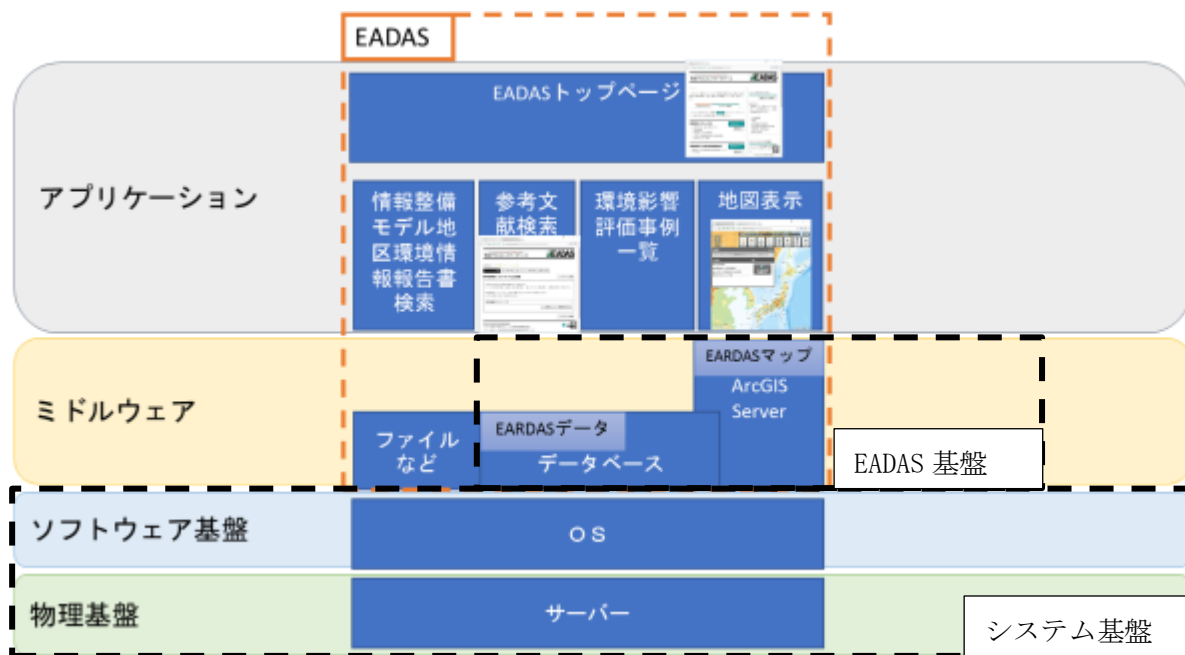 EADAS
EADASトップページ
アプリケーション
情報整備
モデル地
区環境情
報報告書
検索
参考文
献検索
環境影響
評価事例
一覧
地図表示
ミドルウェア
ファイル
など
EARDASデータ
データベース
EARDASマップ
ArcGIS
Server
EADAS 基盤
ソフトウェア基盤
OS
物理基盤
サーバー
システム基盤